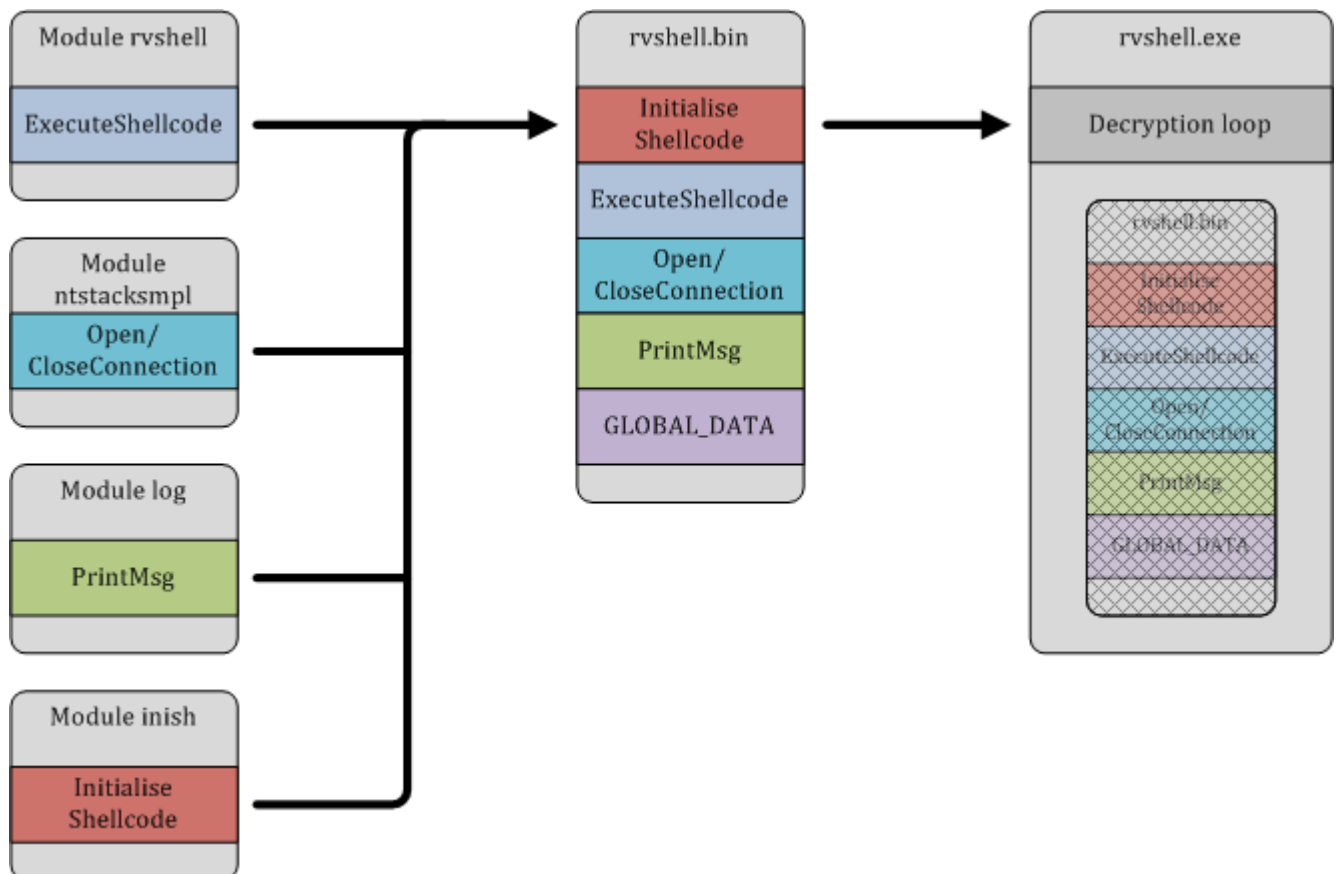 Module rvshell
ExecuteShellcode
Module
ntstacksmpl
Open/
CloseConnection
Module log
PrintMsg
Module inish
Initialise
Shellcode
rvshell.bin
Initialise
Shellcode
ExecuteShellcode
Open/
CloseConnection
PrintMsg
GLOBAL_DATA
rvshell.exe
Decryption loop
rvshell.bin
Initialise
Shellcode
ExecuteShellcode
Open/
CloseConnection
PrintMsg
GLOBAL_DATA